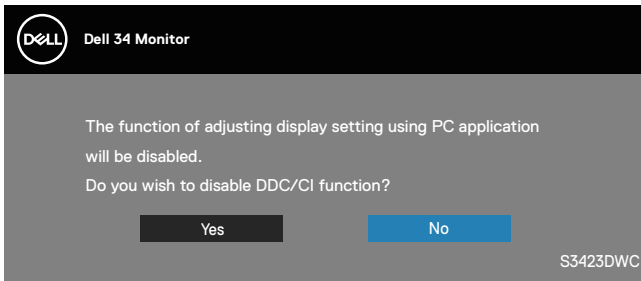 DELL
Dell 34 Monitor
The function of adjusting display setting using PC application
will be disabled.
Do you wish to disable DDC/CI function?
Yes
No
S3423DWC